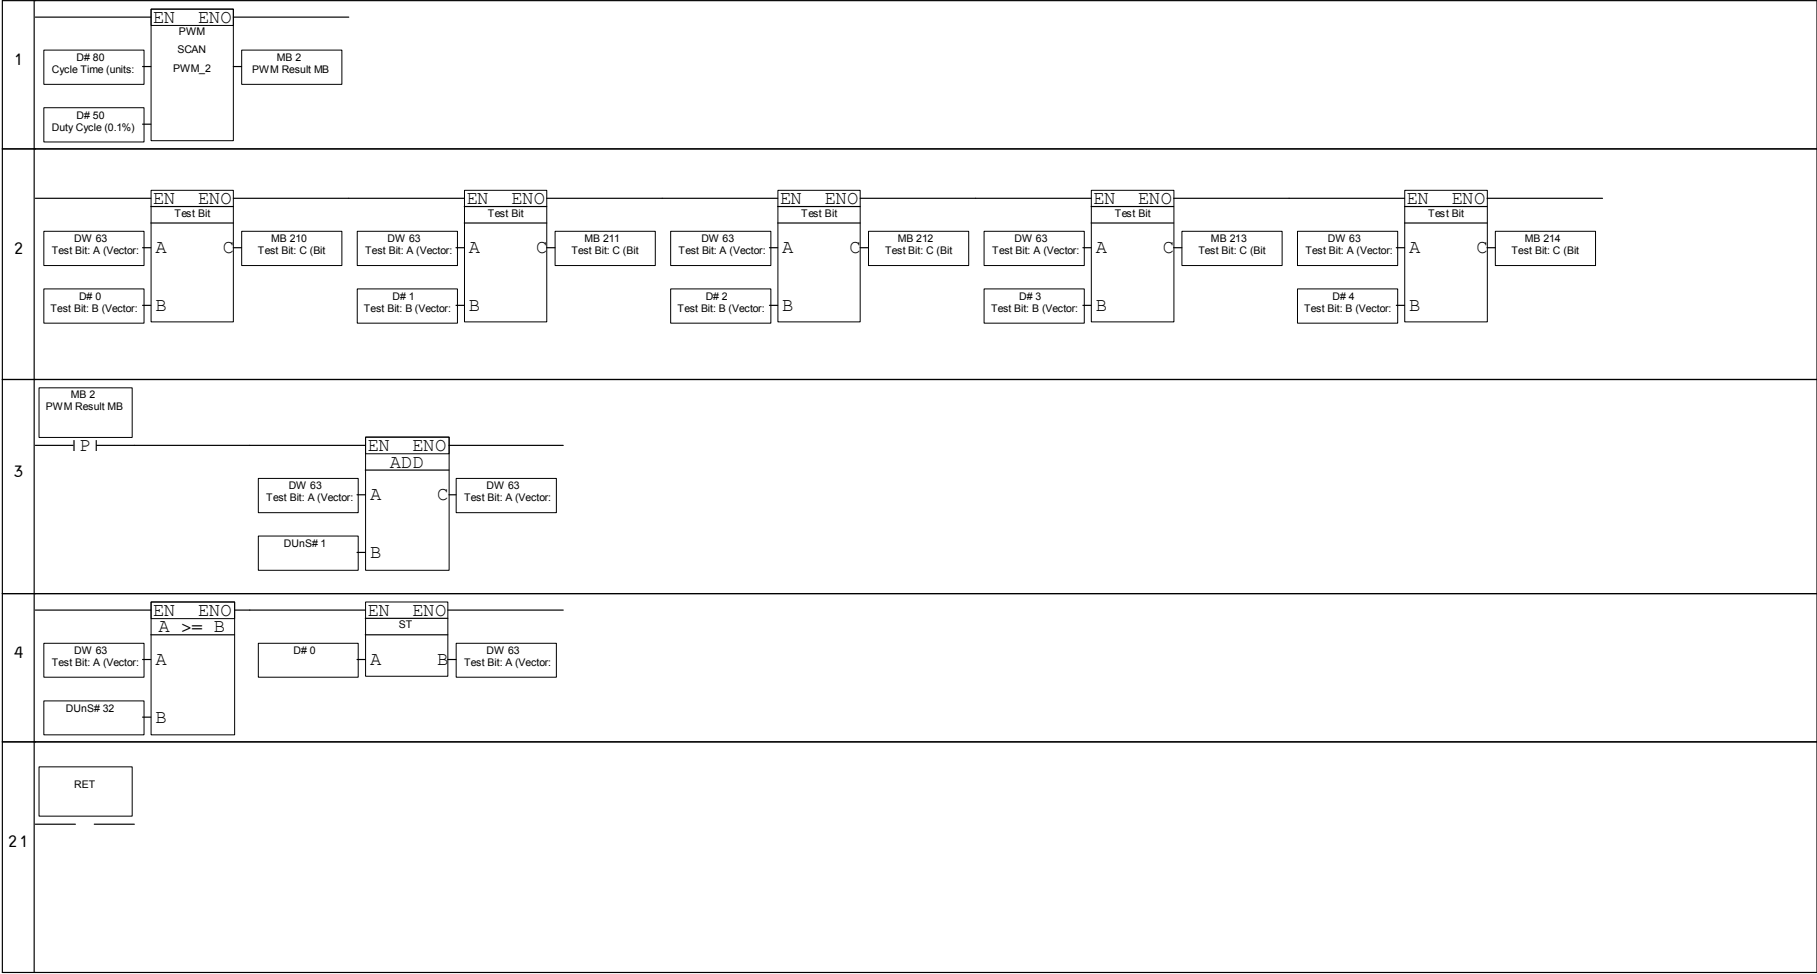 1
EN ENO
PWM
SCAN
PWM_2
D# 80
Cycle Time (units:
MB 2
PWM Result MB
D# 50
Duty Cycle (0.1%)
2
EN ENO
Test Bit
DW 63
Test Bit: A (Vector:
A
C
MB 210
Test Bit: C (Bit
D# 0
Test Bit: B (Vector:
B
EN ENO
Test Bit
DW 63
Test Bit: A (Vector:
A
C
MB 211
Test Bit: C (Bit
D# 1
Test Bit: B (Vector:
B
EN ENO
Test Bit
DW 63
Test Bit: A (Vector:
A
C
MB 212
Test Bit: C (Bit
D# 2
Test Bit: B (Vector:
B
EN ENO
Test Bit
DW 63
Test Bit: A (Vector:
A
C
MB 213
Test Bit: C (Bit
D# 3
Test Bit: B (Vector:
B
EN ENO
Test Bit
DW 63
Test Bit: A (Vector:
A
C
MB 214
Test Bit: C (Bit
D# 4
Test Bit: B (Vector:
B
3
MB 2
PWM Result MB
P
EN ENO
ADD
DW 63
Test Bit: A (Vector:
A
C
DW 63
Test Bit: A (Vector:
DUnS# 1
B
4
EN ENO
A >= B
DW 63
Test Bit: A (Vector:
A
DUnS# 32
B
EN ENO
ST
D# 0
A
B
DW 63
Test Bit: A (Vector:
21
RET